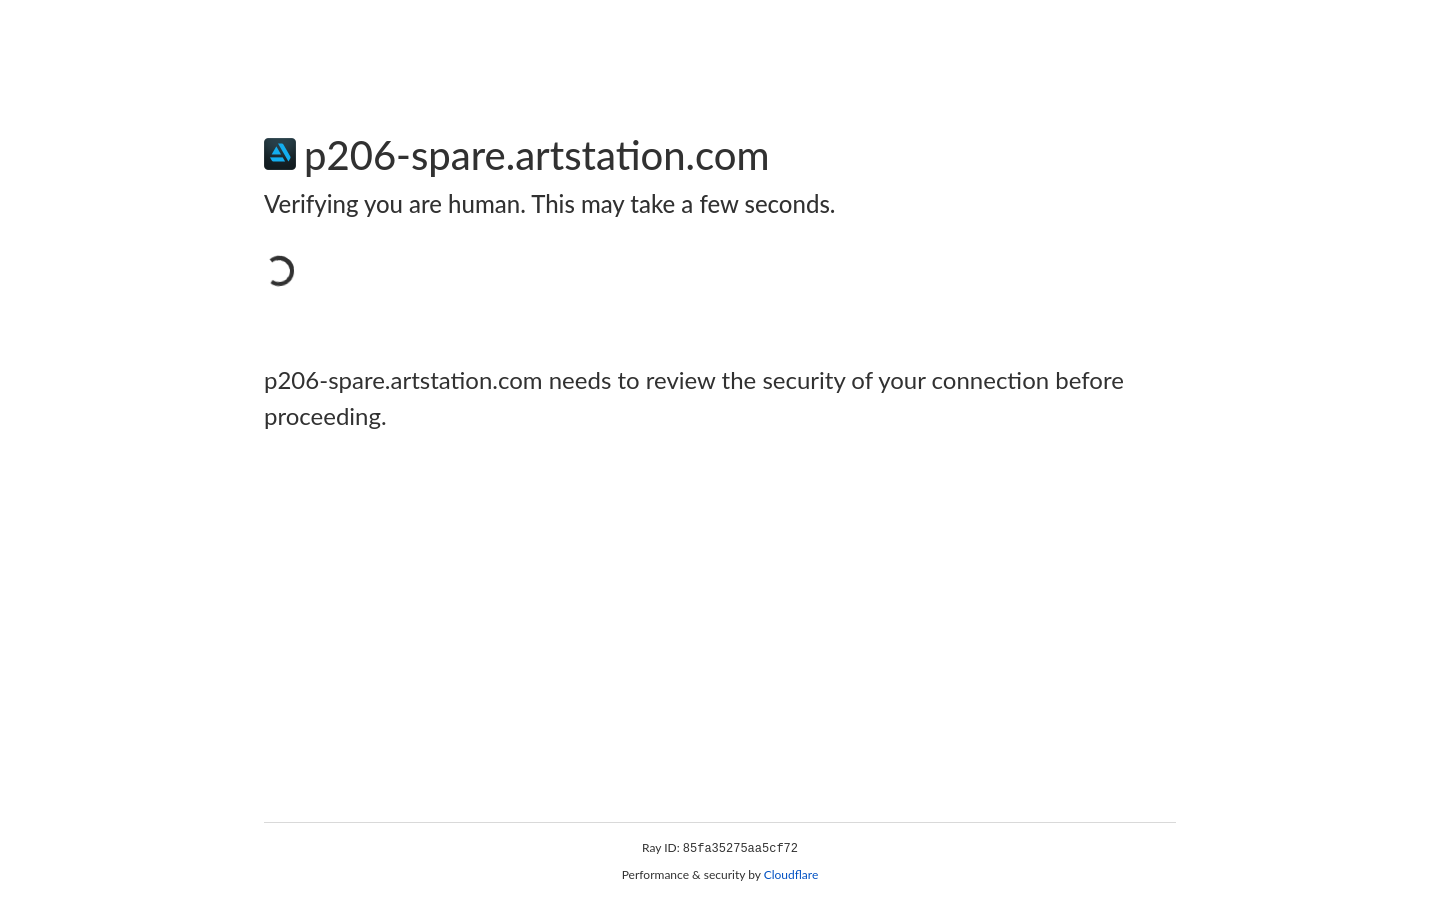 p206-spare.artstation.com
Verifying you are human. This may take a few seconds.
p206-spare.artstation.com needs to review the security of your connection before
proceeding.
Ray ID: 85fa35275aa5cf72
Performance & security by Cloudflare